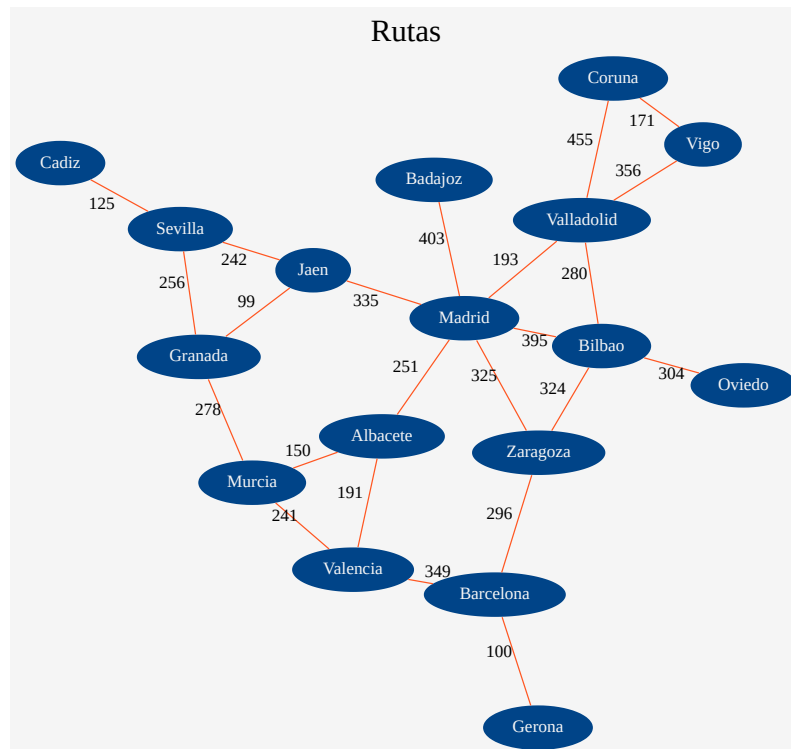 Rutas
Coruna
171
Vigo
455
Cadiz
356
Badajoz
125
Valladolid
Sevilla
403
242
193
256
Jaen
280
99
335
Madrid
395
Bilbao
Granada
251
325
304
Oviedo
324
278
Albacete
150
Zaragoza
Murcia
191
241
296
Valencia
349
Barcelona
100
Gerona